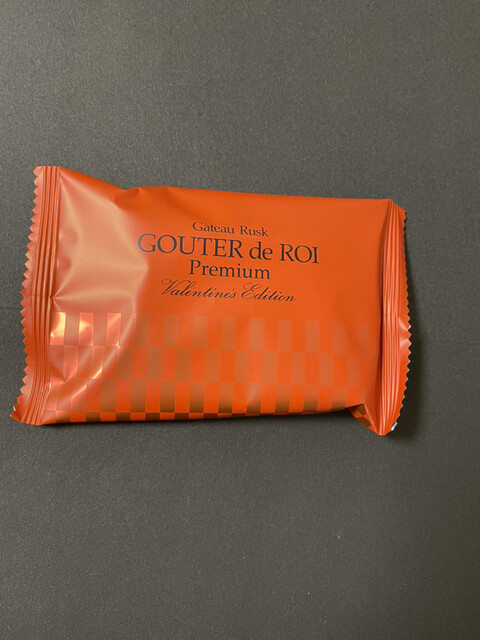 Gâteau Rusk
GOUTER de ROI
Premium
Valentine's Edition